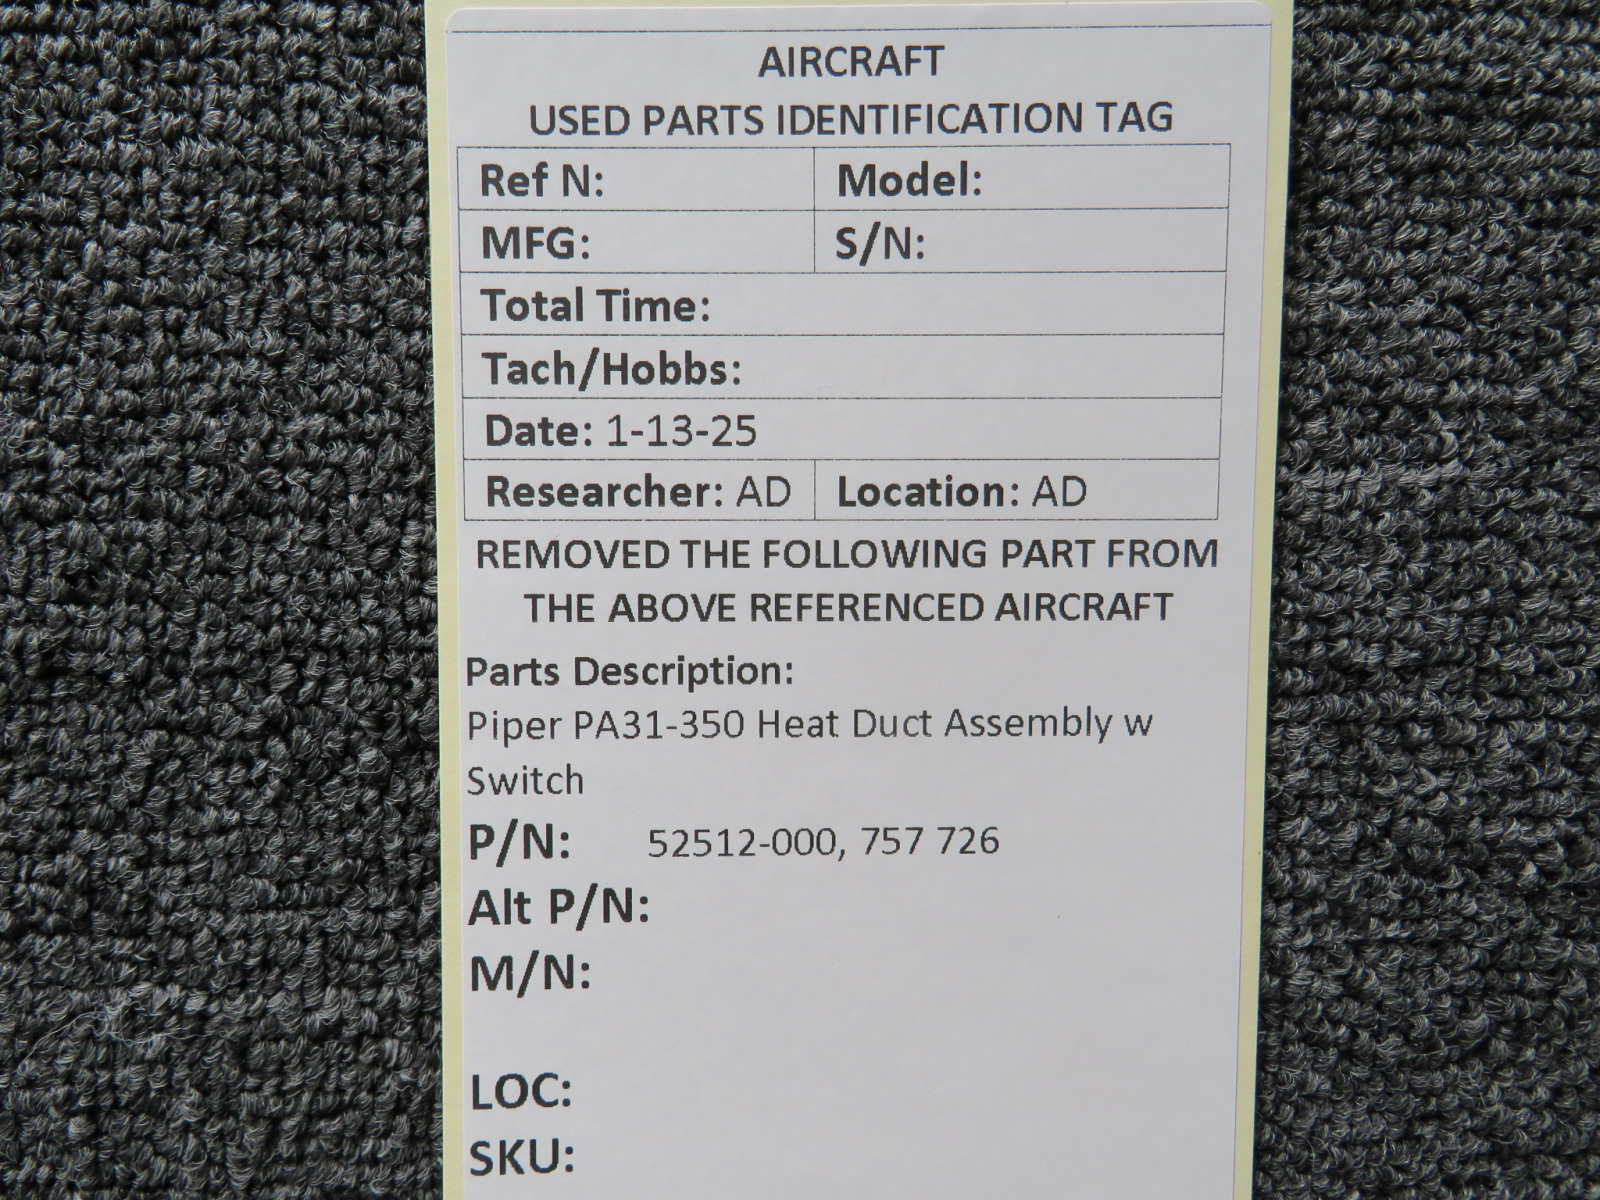 AIRCRAFT
USED PARTS IDENTIFICATION TAG
Ref N: Model:
MFG: S/N:
Total Time:
Tach/Hobbs:
Date: 1-13-25
Researcher: AD Location: AD
REMOVED THE FOLLOWING PART FROM
THE ABOVE REFERENCED AIRCRAFT
Parts Description:
Piper PA31-350 Heat Duct Assembly w
Switch
P/N: 52512-000, 757 726
Alt P/N:
M/N:
LOC:
SKU: